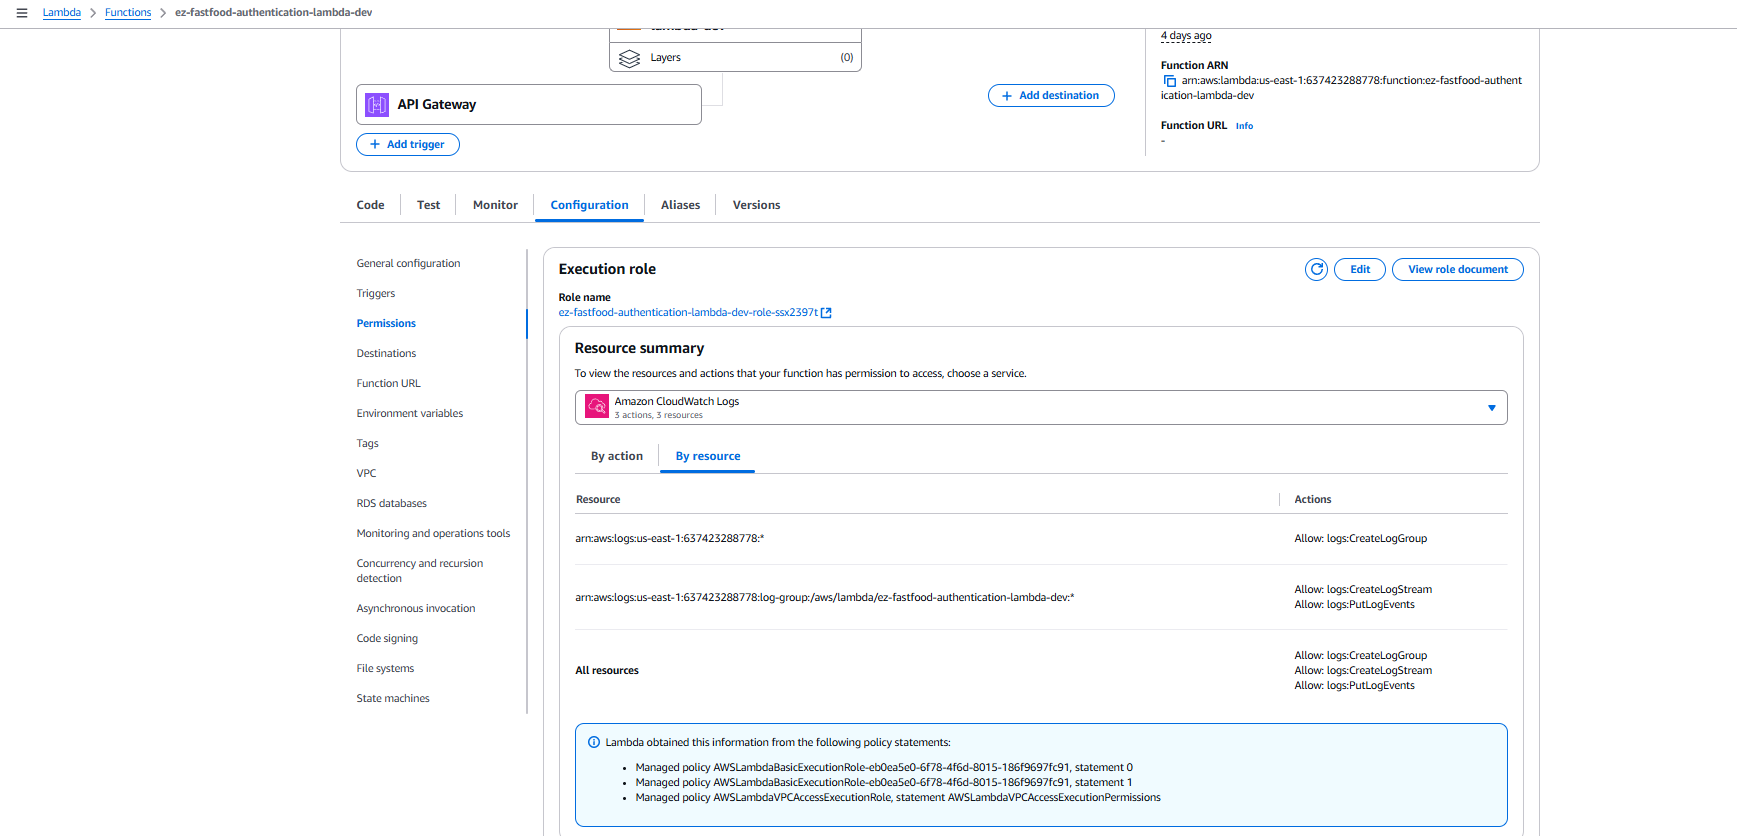 Lambda > Functions > ez-fastfood-authentication-lambda-dev
Layers (0)
API Gateway
+ Add destination
+ Add trigger
4 days ago
Function ARN
arn:aws:lambda:us-east-1:637423288778:function:ez-fastfood-authent
ication-lambda-dev
Function URL Info
-
Code Test Monitor Configuration Aliases Versions
General configuration
Triggers
Permissions
Destinations
Function URL
Environment variables
Tags
VPC
RDS databases
Monitoring and operations tools
Concurrency and recursion
detection
Asynchronous invocation
Code signing
File systems
State machines
Execution role
Edit
View role document
Role name
ez-fastfood-authentication-lambda-dev-role-ssx2397t
Resource summary
To view the resources and actions that your function has permission to access, choose a service.
Amazon CloudWatch Logs
3 actions, 3 resources
By action By resource
Resource Actions
arn:aws:logs:us-east-1:637423288778:* Allow: logs:CreateLogGroup
arn:aws:logs:us-east-1:637423288778:log-group:/aws/lambda/ez-fastfood-authentication-lambda-dev:*
Allow: logs:CreateLogStream
Allow: logs:PutLogEvents
All resources
Allow: logs:CreateLogGroup
Allow: logs:CreateLogStream
Allow: logs:PutLogEvents
Lambda obtained this information from the following policy statements:
• Managed policy AWSLambdaBasicExecutionRole-eb0ea5e0-6f78-4f6d-8015-186f9697fc91, statement 0
• Managed policy AWSLambdaBasicExecutionRole-eb0ea5e0-6f78-4f6d-8015-186f9697fc91, statement 1
• Managed policy AWSLambdaVPCAccessExecutionRole, statement AWSLambdaVPCAccessExecutionPermissions